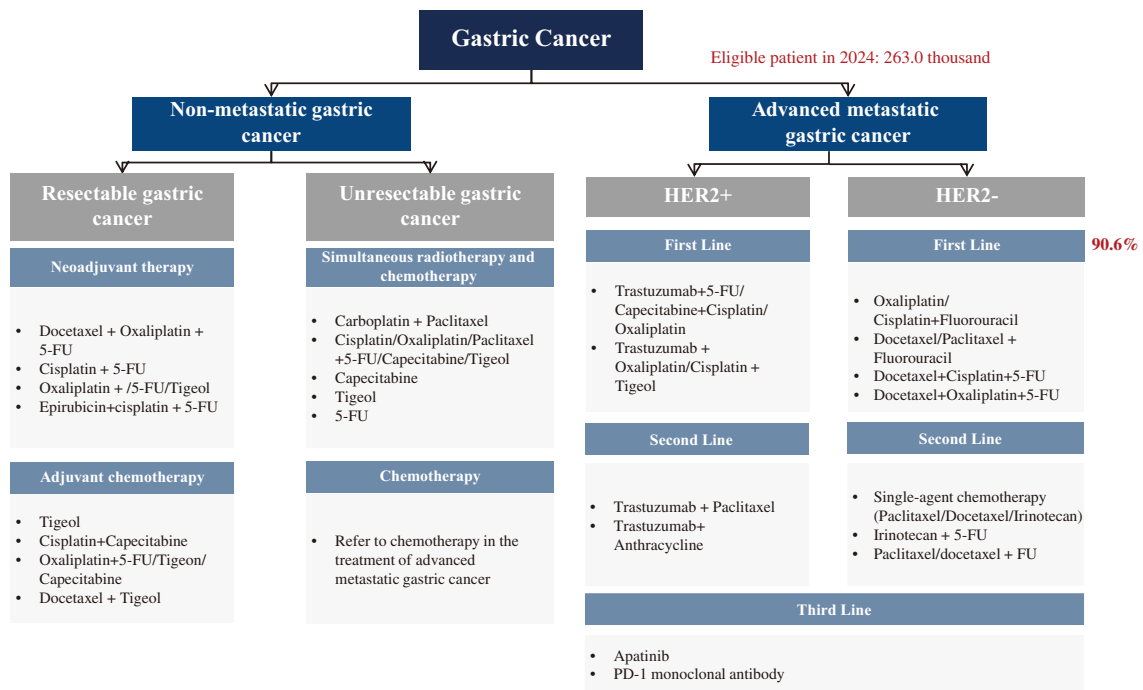 Gastric Cancer
Eligible patient in 2024: 263.0 thousand
Non-metastatic gastric
cancer
Advanced metastatic
gastric cancer
Resectable gastric
cancer
Neoadjuvant therapy
• Docetaxel + Oxaliplatin +
5-FU
• Cisplatin + 5-FU
• Oxaliplatin + /5-FU/Tigeol
• Epirubicin+cisplatin + 5-FU
Adjuvant chemotherapy
• Tigeol
• Cisplatin+Capecitabine
• Oxaliplatin+5-FU/Tigeon/
Capecitabine
• Docetaxel + Tigeol
Unresectable gastric
cancer
Simultaneous radiotherapy and
chemotherapy
• Carboplatin + Paclitaxel
• Cisplatin/Oxaliplatin/Paclitaxel
+5-FU/Capecitabine/Tigeol
• Capecitabine
• Tigeol
• 5-FU
Chemotherapy
• Refer to chemotherapy in the
treatment of advanced
metastatic gastric cancer
HER2+
First Line
• Trastuzumab+5-FU/
Capecitabine+Cisplatin/
Oxaliplatin
• Trastuzumab +
Oxaliplatin/Cisplatin +
Tigeol
Second Line
• Trastuzumab + Paclitaxel
• Trastuzumab+
Anthracycline
HER2-
First Line
90.6%
• Oxaliplatin/
Cisplatin+Fluorouracil
• Docetaxel/Paclitaxel +
Fluorouracil
• Docetaxel+Cisplatin+5-FU
• Docetaxel+Oxaliplatin+5-FU
Second Line
• Single-agent chemotherapy
(Paclitaxel/Docetaxel/Irinotecan)
• Irinotecan + 5-FU
• Paclitaxel/docetaxel + FU
Third Line
• Apatinib
• PD-1 monoclonal antibody